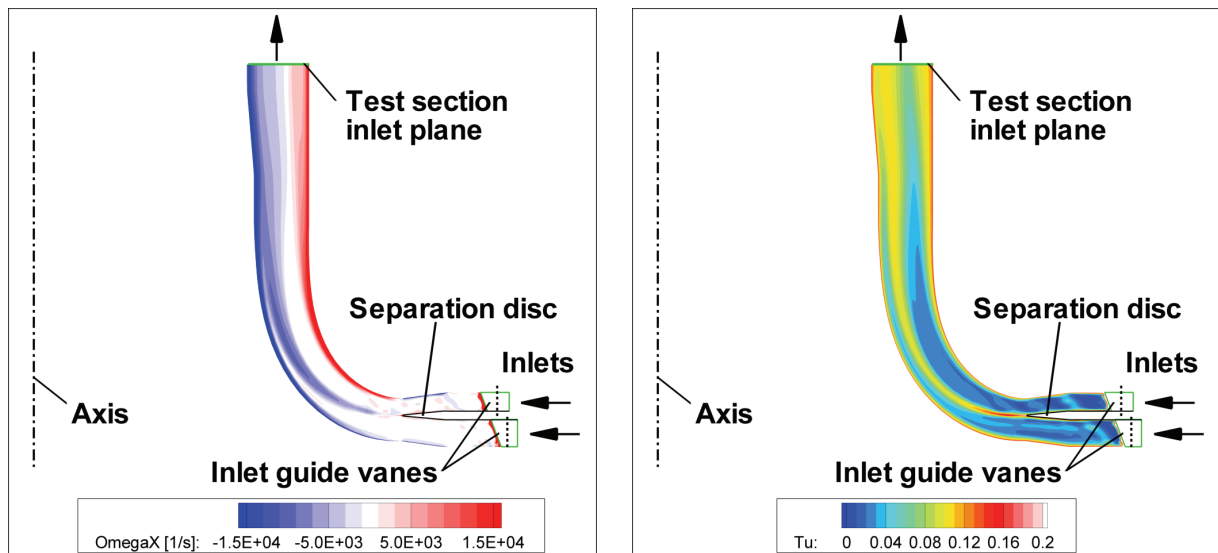 Test section
inlet plane
Separation disc
Inlets
Axis
Inlet guide vanes
OmegaX [1/s]: -1.5E+04 -5.0E+03 5.0E+03 1.5E+04
Test section
inlet plane
Separation disc
Inlets
Axis
Inlet guide vanes
Tu: 0 0.04 0.08 0.12 0.16 0.2